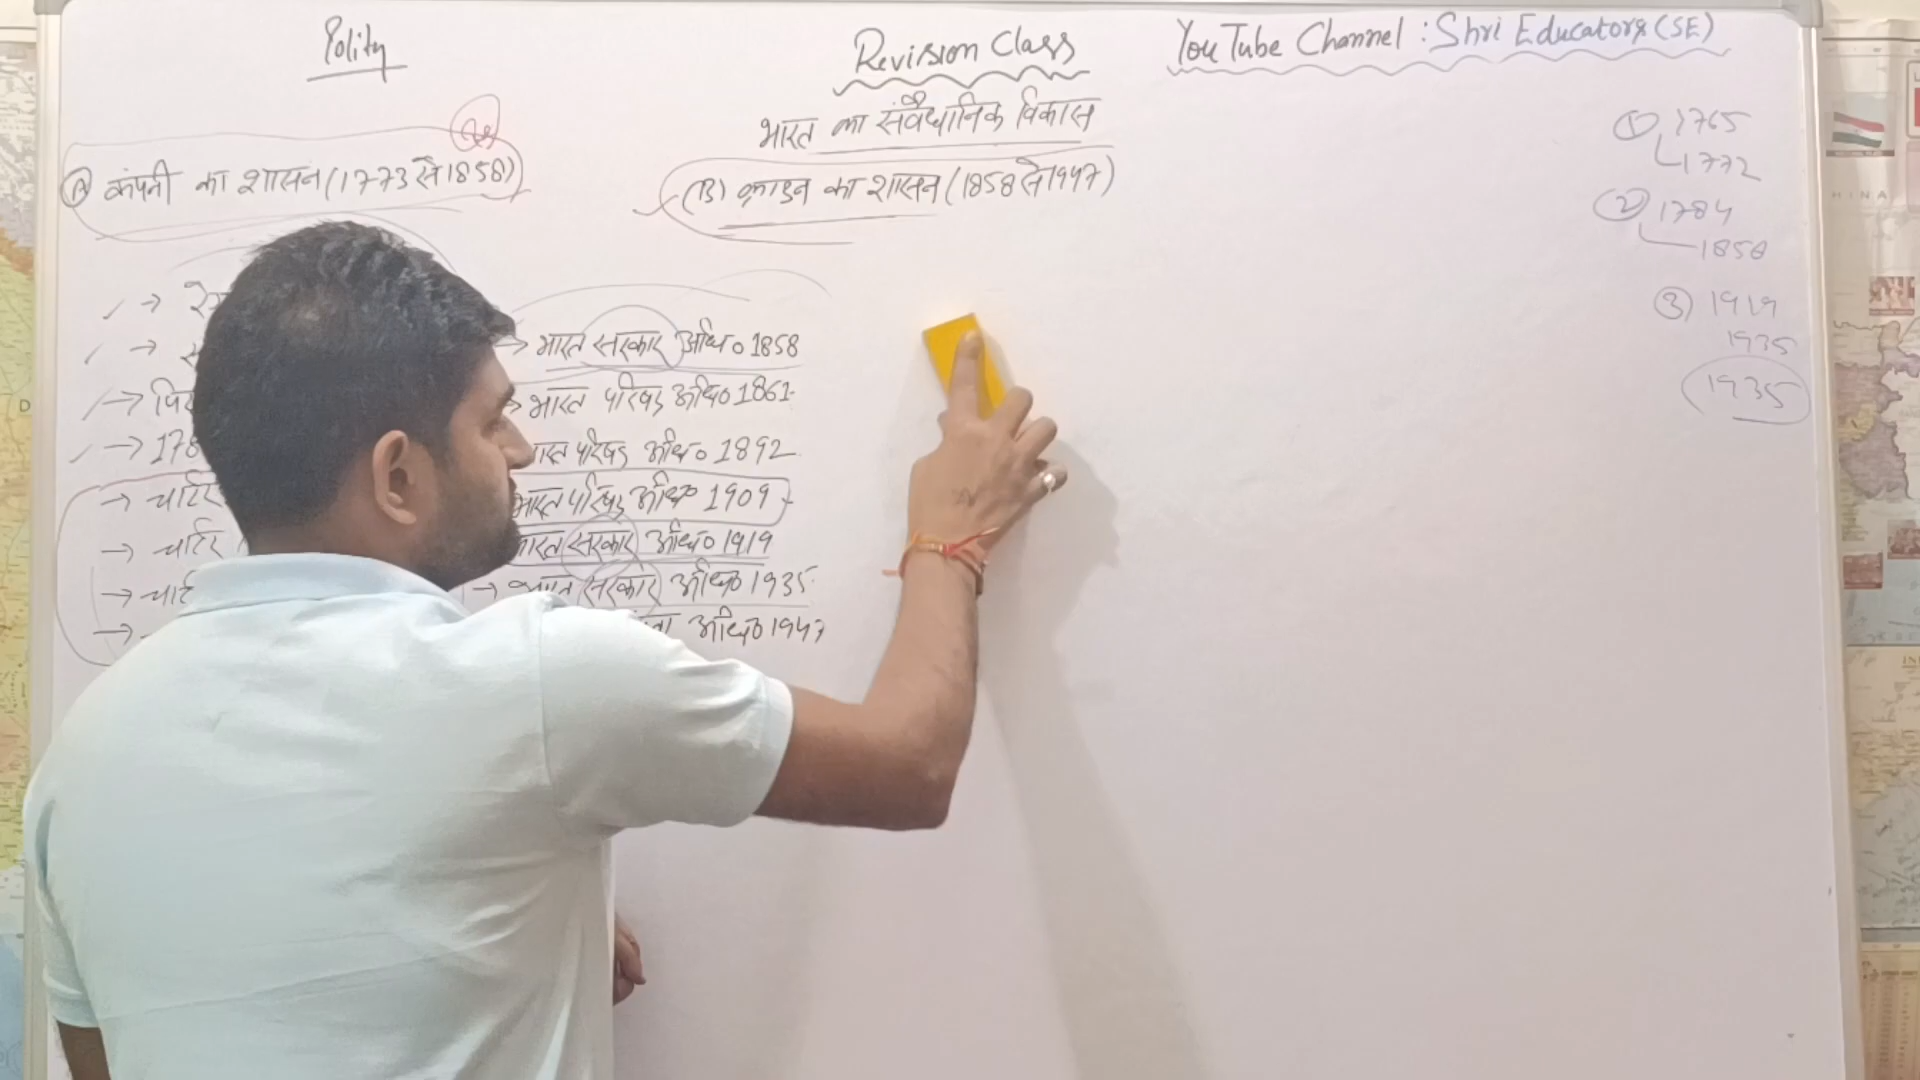 Polity
Revirsion Class
YouTube Channel : Shri Educators (SE)
भारत का संवैधानिक विकास
(A) कंपनी का शासन (1773 से 1858)
(B) क्राउन का शासन (1858 से 1947)
→ भारत सरकार अधि० 1858
→ भारत परिषद अधि० 1861
→ पि
भारत परिषद अधि० 1892
→ 178
→ चार्टर
भारत परिषद अधि० 1909
→ चार्टर
भारत सरकार अधि० 1919
→ चार्ट
→ भारत सरकार अधि० 1935
अधि० 1947
① 1765
1772
② 1784
1858
③ 1919
1935
1935